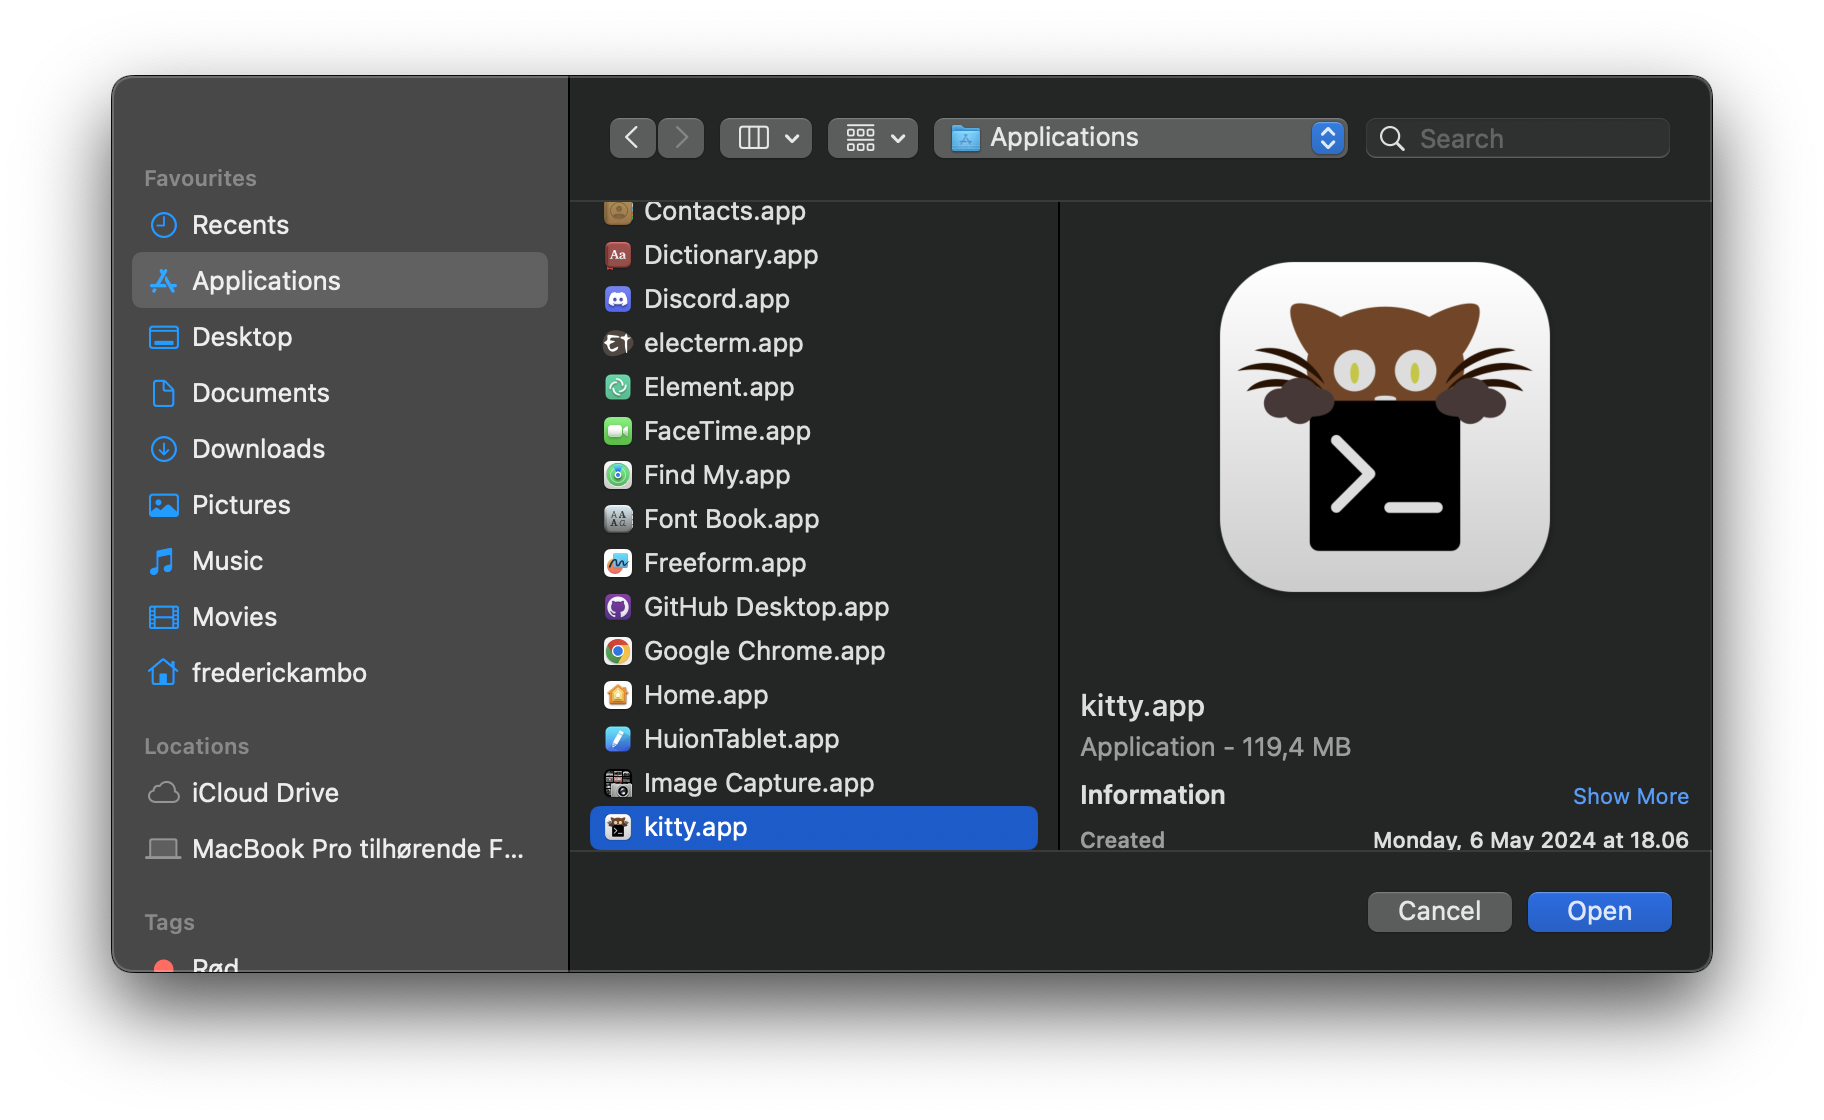 Favourites
Recents
Applications
Desktop
Documents
Downloads
Pictures
Music
Movies
frederickambo
Locations
iCloud Drive
MacBook Pro tilhørende F...
Tags
Rød
Applications
Search
Contacts.app
Dictionary.app
Discord.app
electerm.app
Element.app
FaceTime.app
Find My.app
Font Book.app
Freeform.app
GitHub Desktop.app
Google Chrome.app
Home.app
HuionTablet.app
Image Capture.app
kitty.app
kitty.app
Application - 119,4 MB
Information
Show More
Created
Monday, 6 May 2024 at 18.06
Cancel
Open